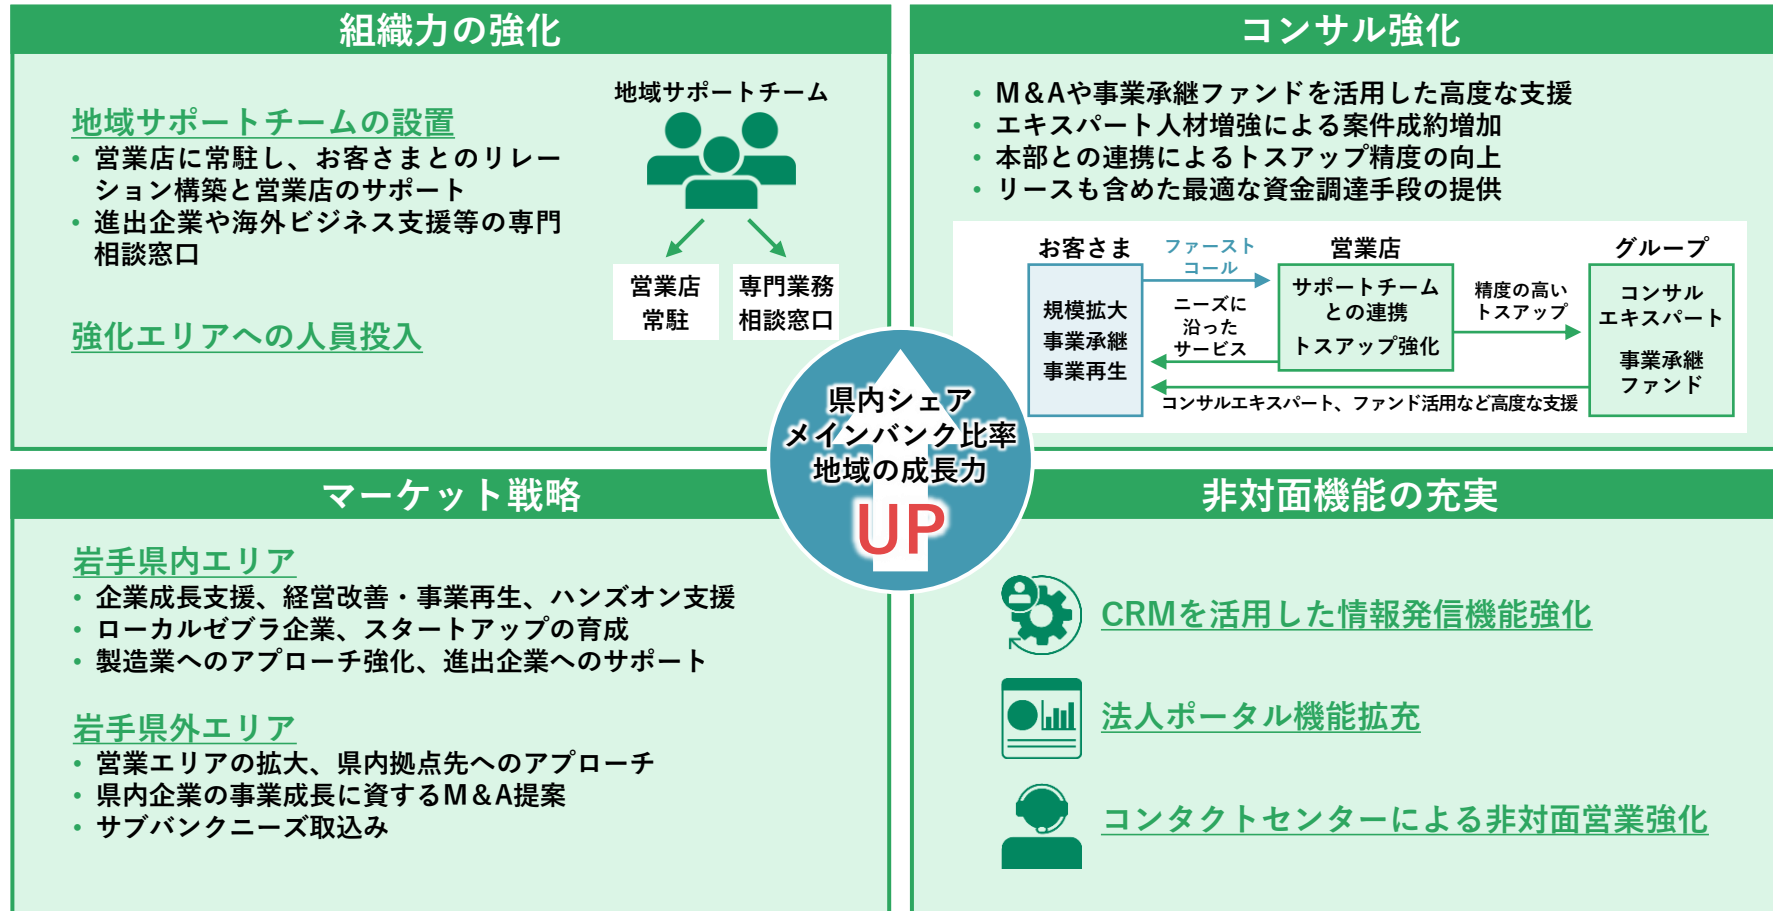 組織力の強化
地域サポートチームの設置
・営業店に常駐し、お客さまとのリレー
ション構築と営業店のサポート
・進出企業や海外ビジネス支援等の専門
相談窓口
強化エリアへの人員投入
地域サポートチーム
営業店
常駐
専門業務
相談窓口
コンサル強化
・M&Aや事業承継ファンドを活用した高度な支援
・エキスパート人材増強による案件成約増加
・本部との連携によるトスアップ精度の向上
・リースも含めた最適な資金調達手段の提供
お客さま
規模拡大
事業承継
事業再生
ファースト
コール
ニーズに
沿った
サービス
営業店
サポートチーム
との連携
トスアップ強化
精度の高い
トスアップ
グループ
コンサル
エキスパート
事業承継
ファンド
コンサルエキスパート、ファンド活用など高度な支援
県内シェア
メインバンク比率
地域の成長力
UP
マーケット戦略
岩手県内エリア
・企業成長支援、経営改善・事業再生、ハンズオン支援
・ローカルゼブラ企業、スタートアップの育成
・製造業へのアプローチ強化、進出企業へのサポート
岩手県外エリア
・営業エリアの拡大、県内拠点先へのアプローチ
・県内企業の事業成長に資するM&A提案
・サブバンクニーズ取込み
非対面機能の充実
CRMを活用した情報発信機能強化
法人ポータル機能拡充
コンタクトセンターによる非対面営業強化